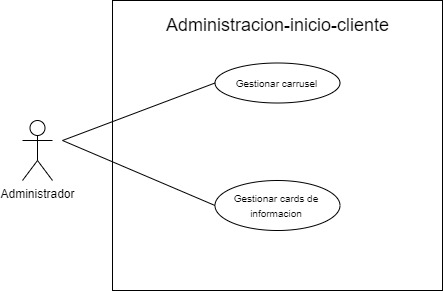 Administracion-inicio-cliente
Gestionar carrusel
Administrador
Gestionar cards de
informacion